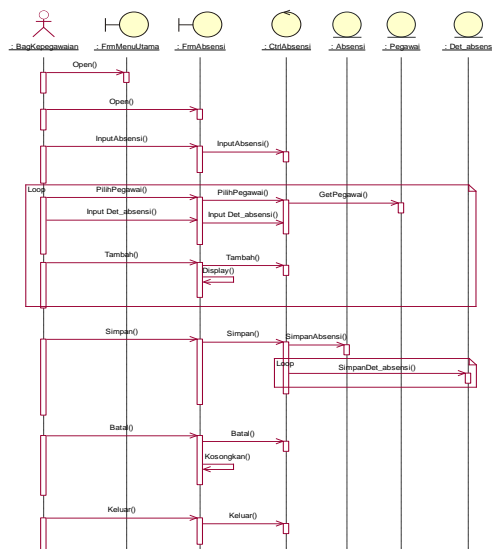 : BagKepegawaian : FrmMenuUtama : FrmAbsensi : CtrlAbsensi : Absensi : Pegawai : Det_absensi
Open()
Open()
InputAbsensi()
InputAbsensi()
Loop
PilihPegawai()
PilihPegawai()
GetPegawai()
Input Det_absensi()
Input Det_absensi()
Tambah()
Tambah()
Display()
Simpan()
Simpan()
SimpanAbsensi()
Loop
SimpanDet_absensi()
Batal()
Batal()
Kosongkan()
Keluar()
Keluar()